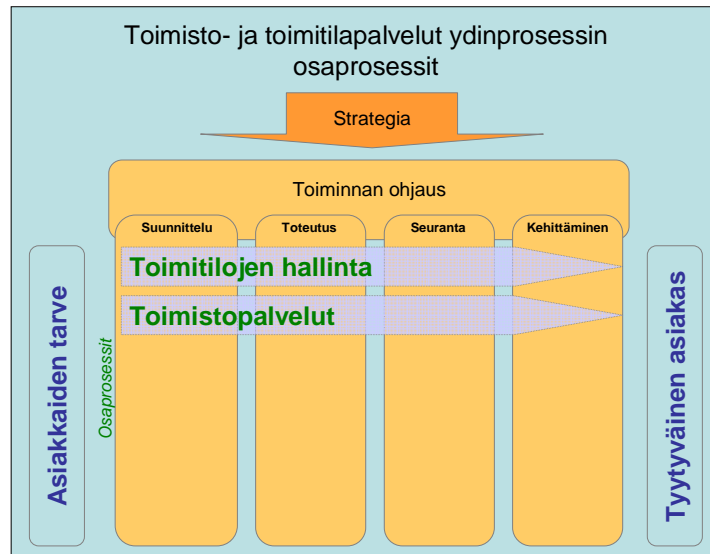 Toimisto- ja toimitilapalvelut ydinprosessin
osaprosessit
Strategia
Toiminnan ohjaus
Suunnittelu
Toteutus
Seuranta
Kehittäminen
Asiakkaiden tarve
Osaprosessit
Toimitilojen hallinta
Toimistopalvelut
Tyytyväinen asiakas